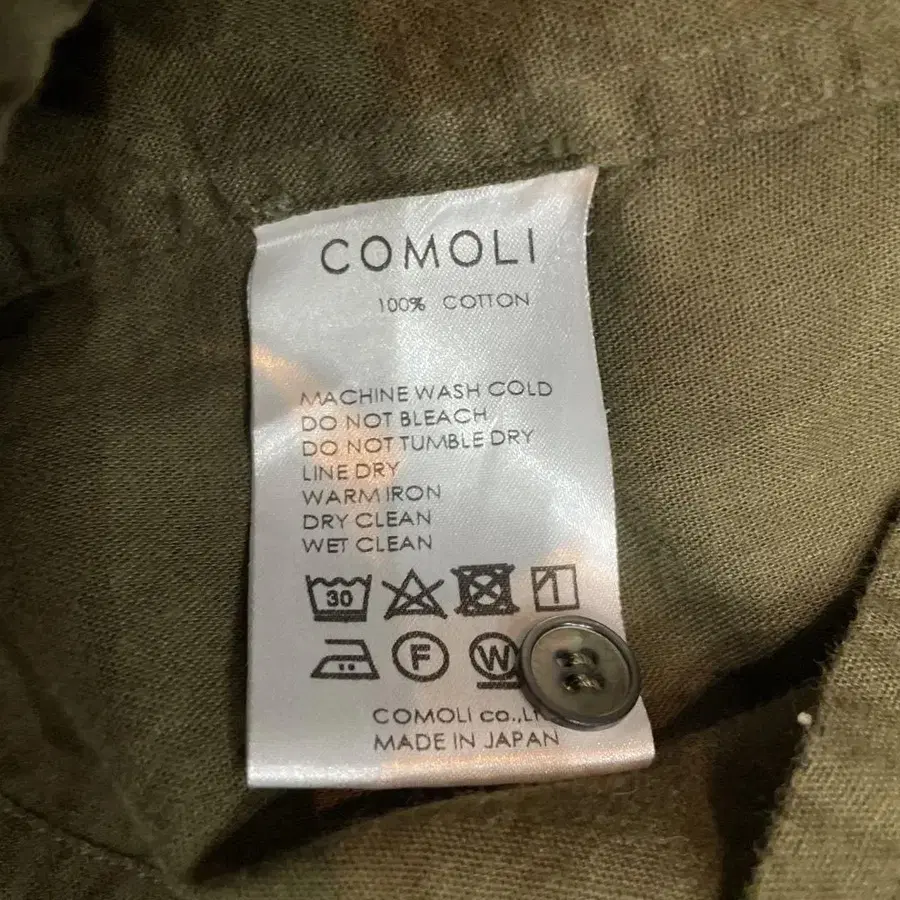 COMOLI
100% COTTON
MACHINE WASH COLD
DO NOT BLEACH
DO NOT TUMBLE DRY
LINE DRY
WARM IRON
DRY CLEAN
WET CLEAN
30
F W
COMOLI co.,
MADE IN JAPAN